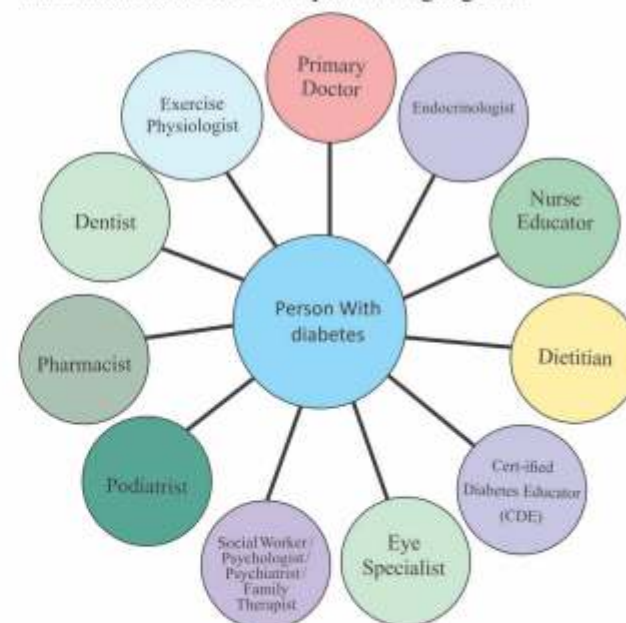 Primary
Doctor
Endocrinologist
Nurse
Educator
Dietitian
Cert-ified
Diabetes Educator
(CDE)
Eye
Specialist
Social Worker/
Psychologist/
Psychiatrist/
Family
Therapist
Podiatrist
Pharmacist
Dentist
Exercise
Physiologist
Person With
diabetes